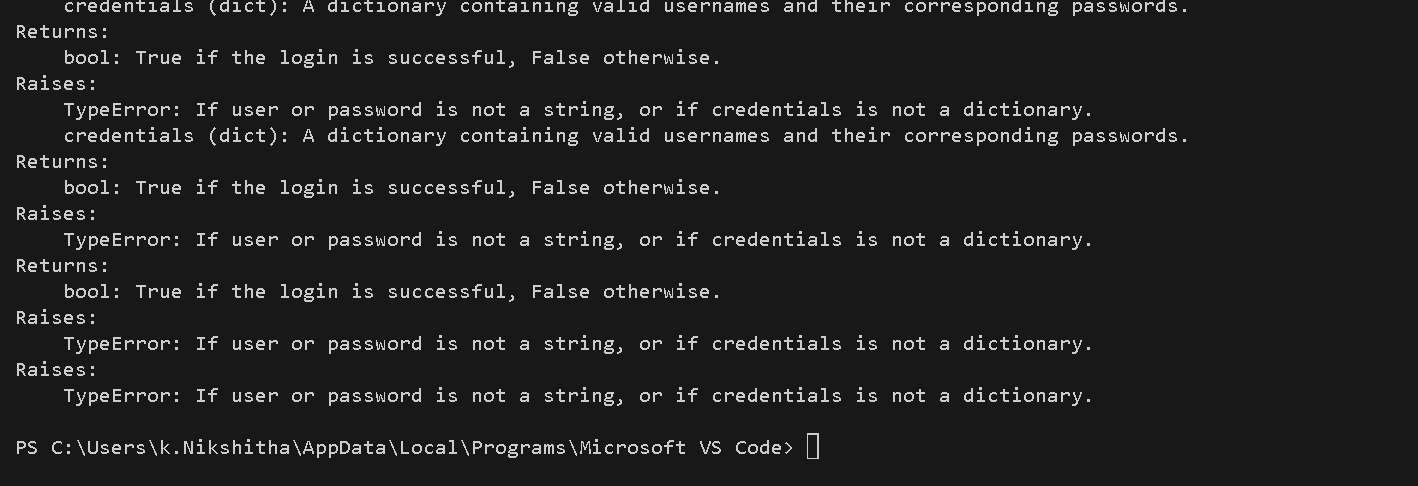 credentials (dict): A dictionary containing valid usernames and their corresponding passwords.
Returns:
bool: True if the login is successful, False otherwise.
Raises:
TypeError: If user or password is not a string, or if credentials is not a dictionary.
credentials (dict): A dictionary containing valid usernames and their corresponding passwords.
Returns:
bool: True if the login is successful, False otherwise.
Raises:
TypeError: If user or password is not a string, or if credentials is not a dictionary.
Returns:
bool: True if the login is successful, False otherwise.
Raises:
TypeError: If user or password is not a string, or if credentials is not a dictionary.
Raises:
TypeError: If user or password is not a string, or if credentials is not a dictionary.
PS C:\Users\k.Nikshitha\AppData\Local\Programs\Microsoft VS Code>